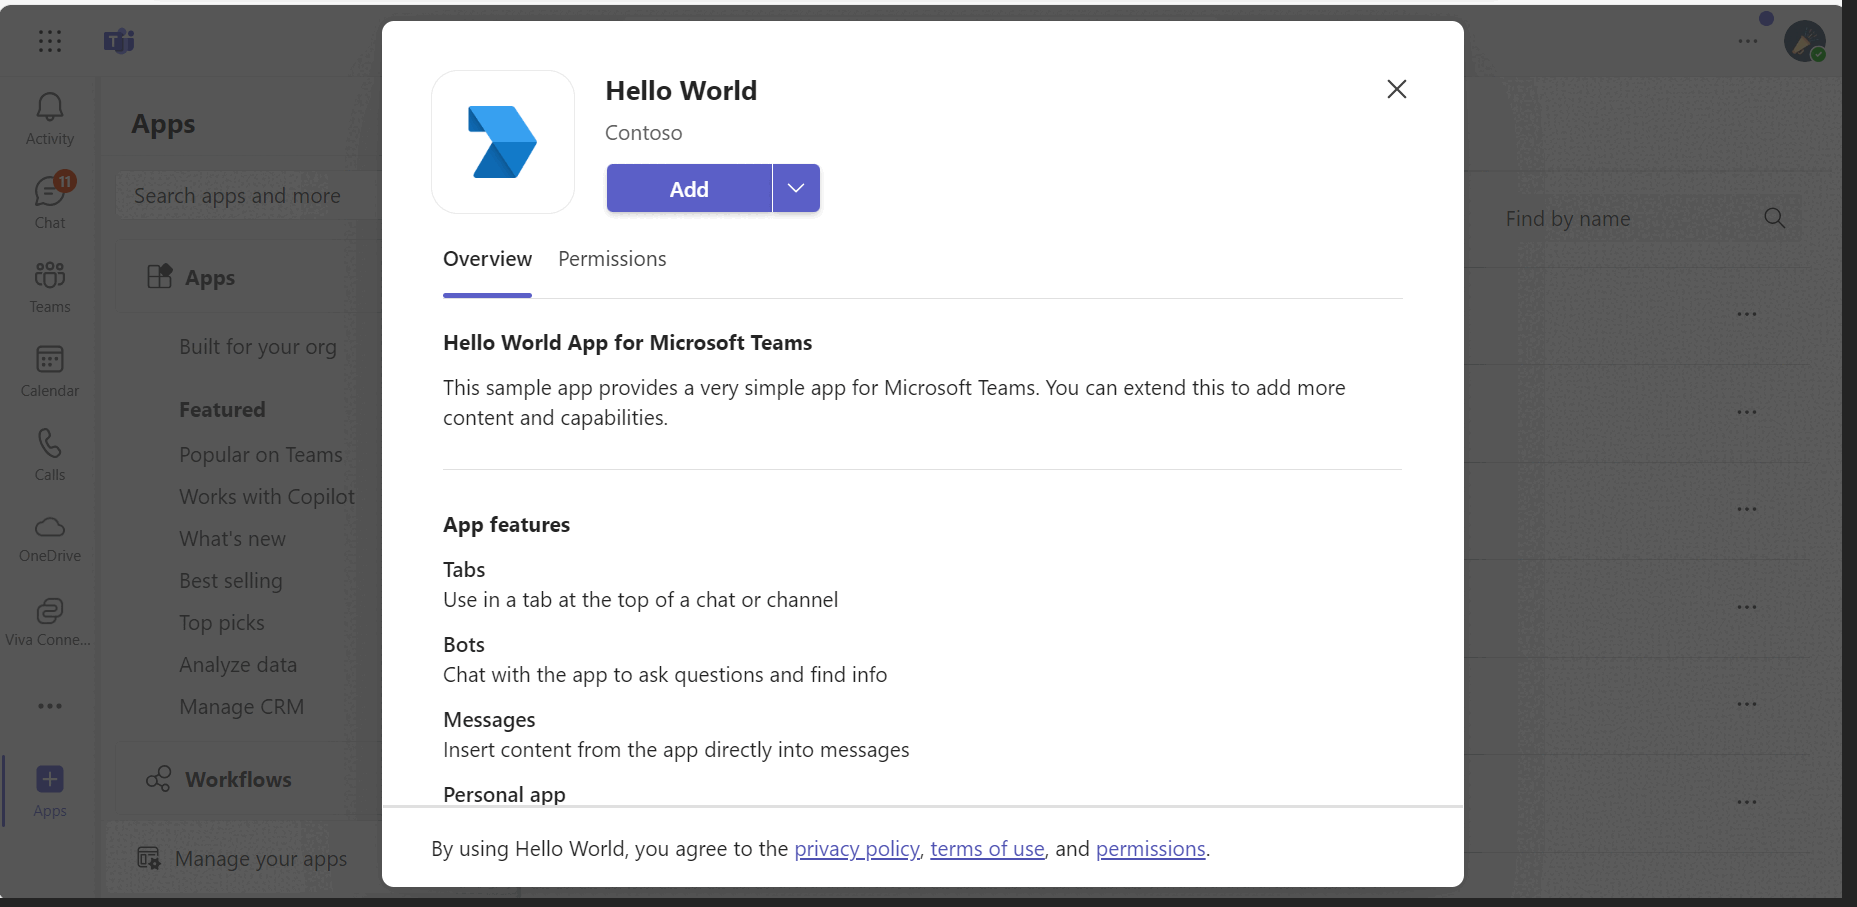 Activity
11
Chat
Teams
Calendar
Calls
OneDrive
Viva Conne...
Apps
Apps
Search apps and more
Apps
Built for your org
Featured
Popular on Teams
Works with Copilot
What's new
Best selling
Top picks
Analyze data
Manage CRM
Workflows
Manage your apps
Hello World
Contoso
Add
Overview Permissions
Hello World App for Microsoft Teams
This sample app provides a very simple app for Microsoft Teams. You can extend this to add more
content and capabilities.
App features
Tabs
Use in a tab at the top of a chat or channel
Bots
Chat with the app to ask questions and find info
Messages
Insert content from the app directly into messages
Personal app
By using Hello World, you agree to the privacy policy, terms of use, and permissions.
Find by name